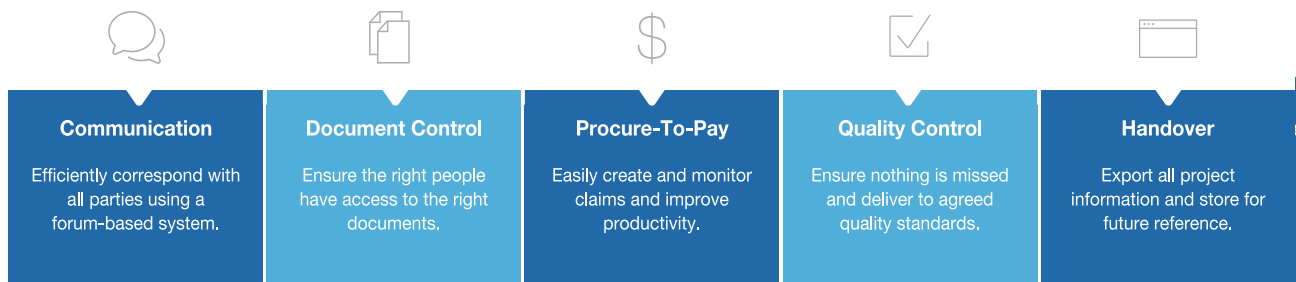 Communication
Efficiently correspond with
all parties using a
forum-based system.
Document Control
Ensure the right people
have access to the right
documents.
Procure-To-Pay
Easily create and monitor
claims and improve
productivity.
Quality Control
Ensure nothing is missed
and deliver to agreed
quality standards.
Handover
Export all project
information and store for
future reference.